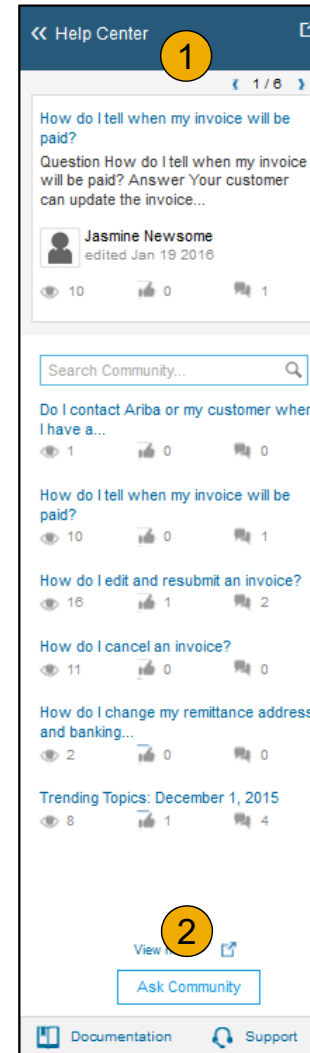 Help Center
1
1 / 6
How do I tell when my invoice will be
paid?
Question How do I tell when my invoice
will be paid? Answer Your customer
can update the invoice...
Jasmine Newsome
edited Jan 19 2016
10 0 1
Search Community...
Do I contact Ariba or my customer when
I have a...
1 0 0
How do I tell when my invoice will be
paid?
10 0 1
How do I edit and resubmit an invoice?
16 1 2
How do I cancel an invoice?
11 0 0
How do I change my remittance address
and banking...
2 0 0
Trending Topics: December 1, 2015
8 1 4
2
View
Ask Community
Documentation Support